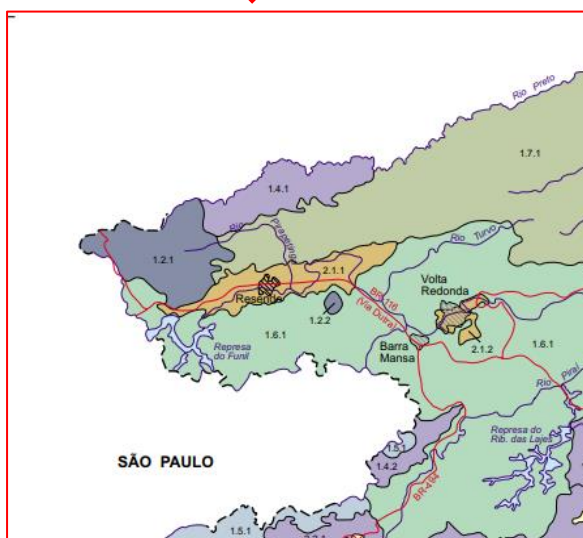 Rio Preto
1.7.1
1.4.1
Rio
Pirapetinga
1.2.1
2.1.1
Rio Turvo
Resende
BR-116
(Via Dutra)
Volta
Redonda
1.2.2
1.6.1
Represa
do Funil
Barra
Mansa
2.1.2
1.6.1
Rio Piraí
Represa do
Rib. das Lajes
SÃO PAULO
1.5.1
1.4.2
BR-494
1.5.1